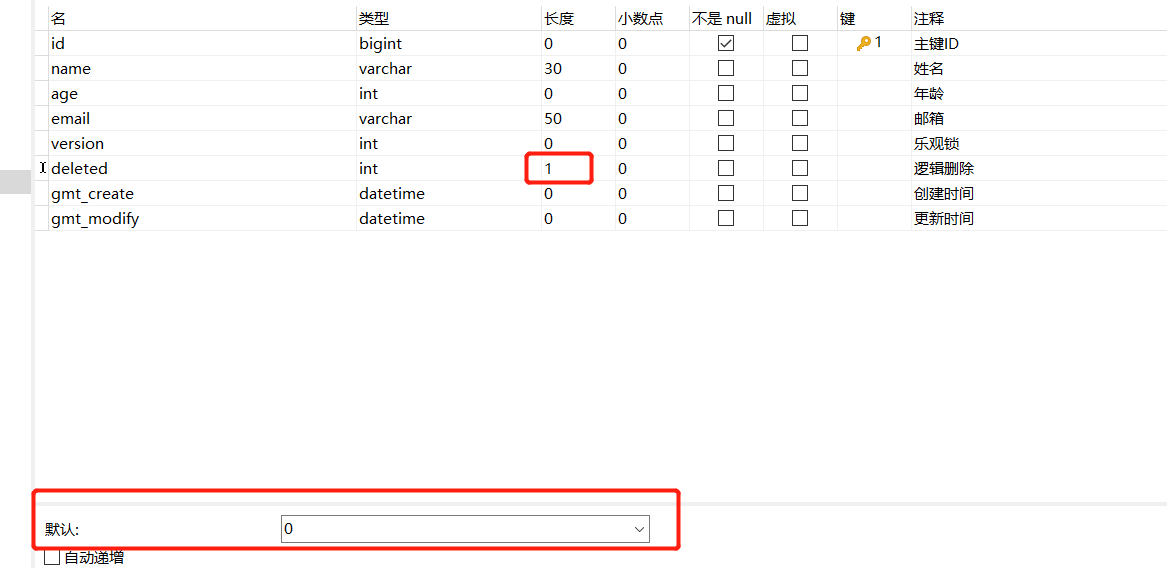 名 类型 长度 小数点 不是 null 虚拟 键 注释
id bigint 0 0 1 主键ID
name varchar 30 0 姓名
age int 0 0 年龄
email varchar 50 0 邮箱
version int 0 0 乐观锁
deleted int 1 0 逻辑删除
gmt_create datetime 0 0 创建时间
gmt_modify datetime 0 0 更新时间
默认: 0
自动递增